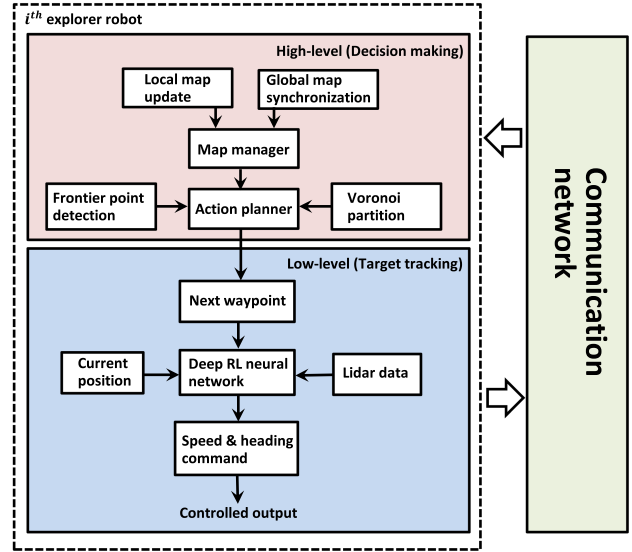 iᵗʰ explorer robot
High-level (Decision making)
Local map
update
Global map
synchronization
Map manager
Frontier point
detection
Action planner
Voronoi
partition
Low-level (Target tracking)
Next waypoint
Current
position
Deep RL neural
network
Lidar data
Speed & heading
command
Controlled output
Communication
network